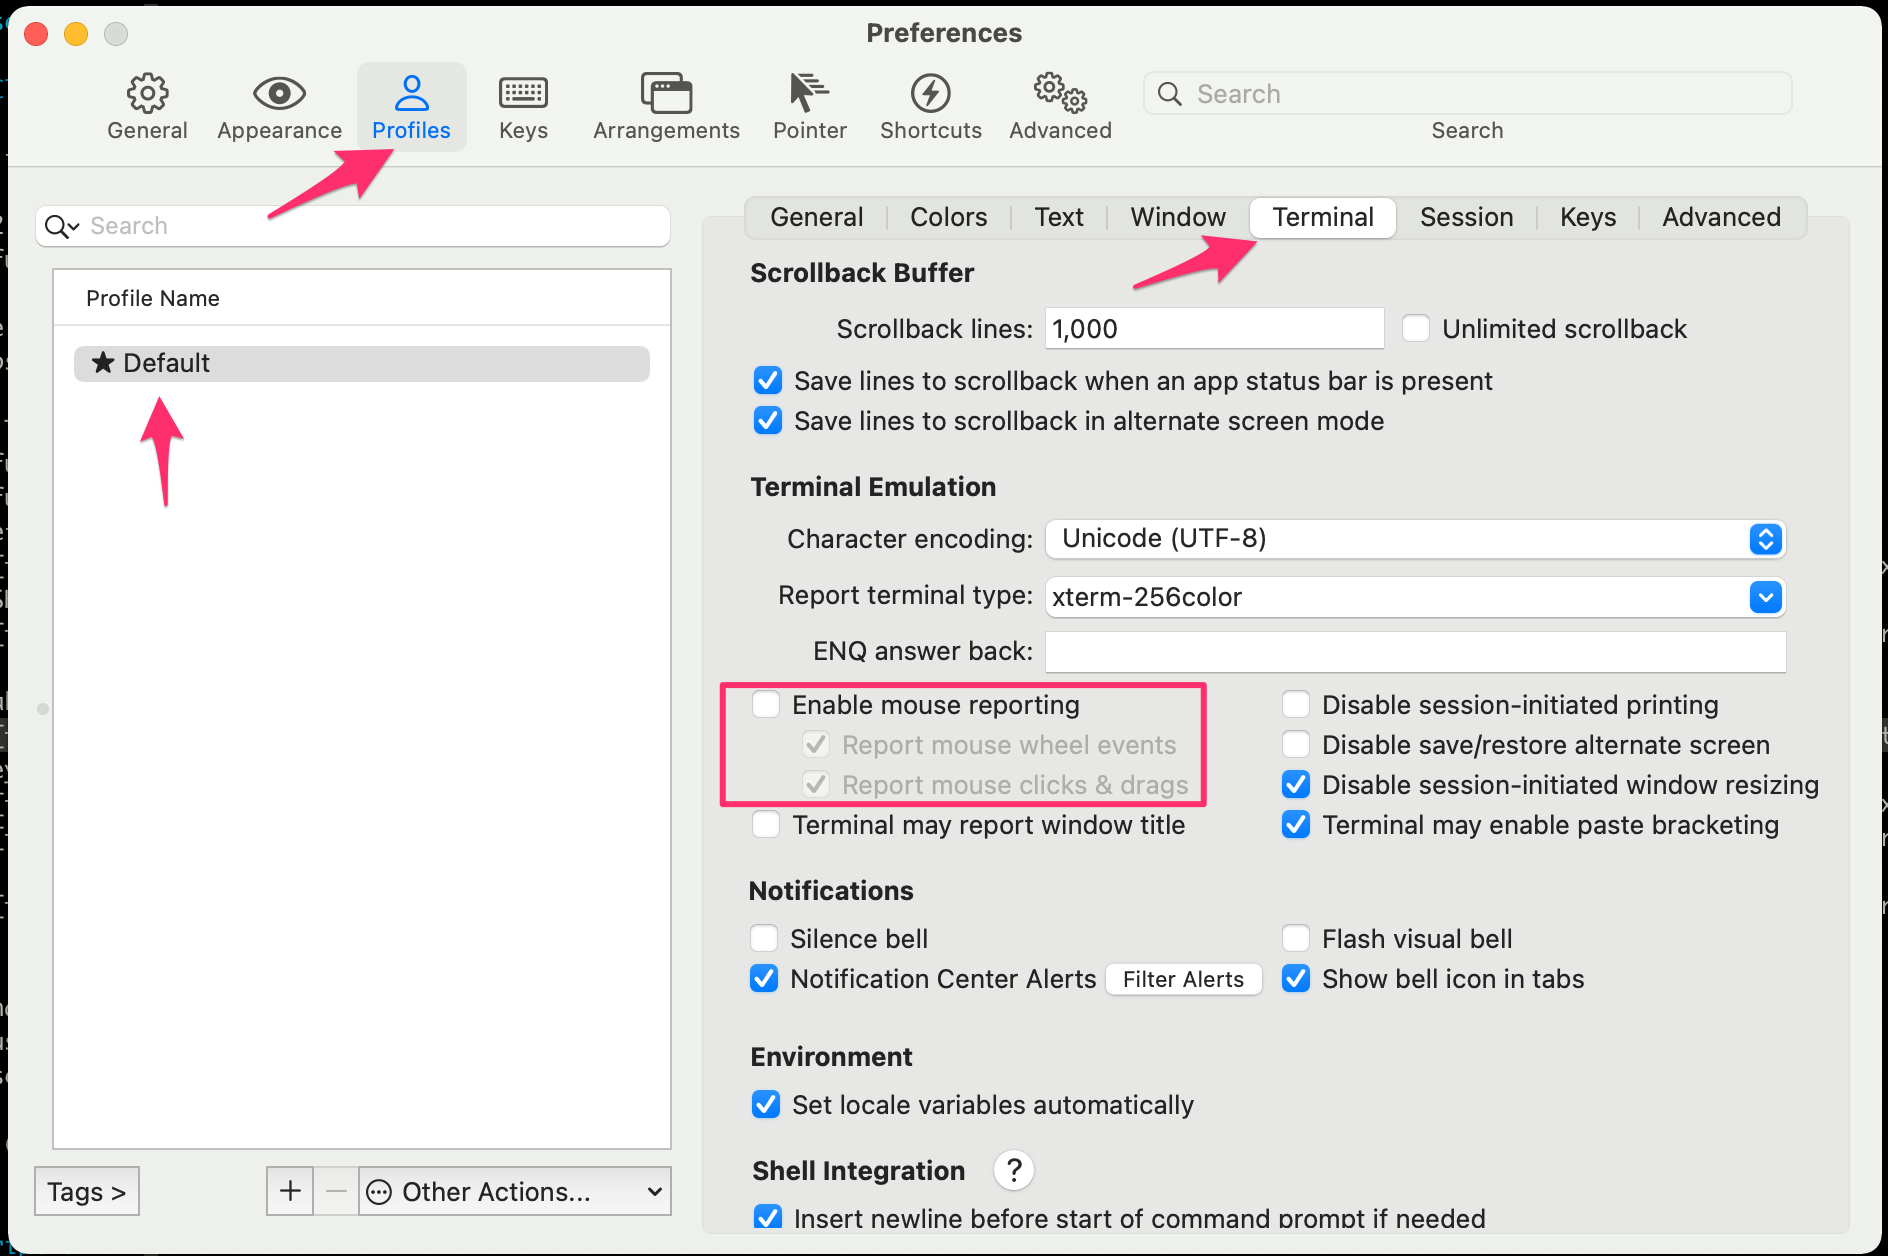 Preferences
General
Appearance
Profiles
Keys
Arrangements
Pointer
Shortcuts
Advanced
Search
Search
Search
Profile Name
★ Default
Tags >
+
−
Other Actions...
General
Colors
Text
Window
Terminal
Session
Keys
Advanced
Scrollback Buffer
Scrollback lines: 1,000
Unlimited scrollback
Save lines to scrollback when an app status bar is present
Save lines to scrollback in alternate screen mode
Terminal Emulation
Character encoding: Unicode (UTF-8)
Report terminal type: xterm-256color
ENQ answer back:
Enable mouse reporting
Disable session-initiated printing
Report mouse wheel events
Disable save/restore alternate screen
Report mouse clicks & drags
Disable session-initiated window resizing
Terminal may report window title
Terminal may enable paste bracketing
Notifications
Silence bell
Flash visual bell
Notification Center Alerts
Filter Alerts
Show bell icon in tabs
Environment
Set locale variables automatically
Shell Integration
?
Insert newline before start of command prompt if needed